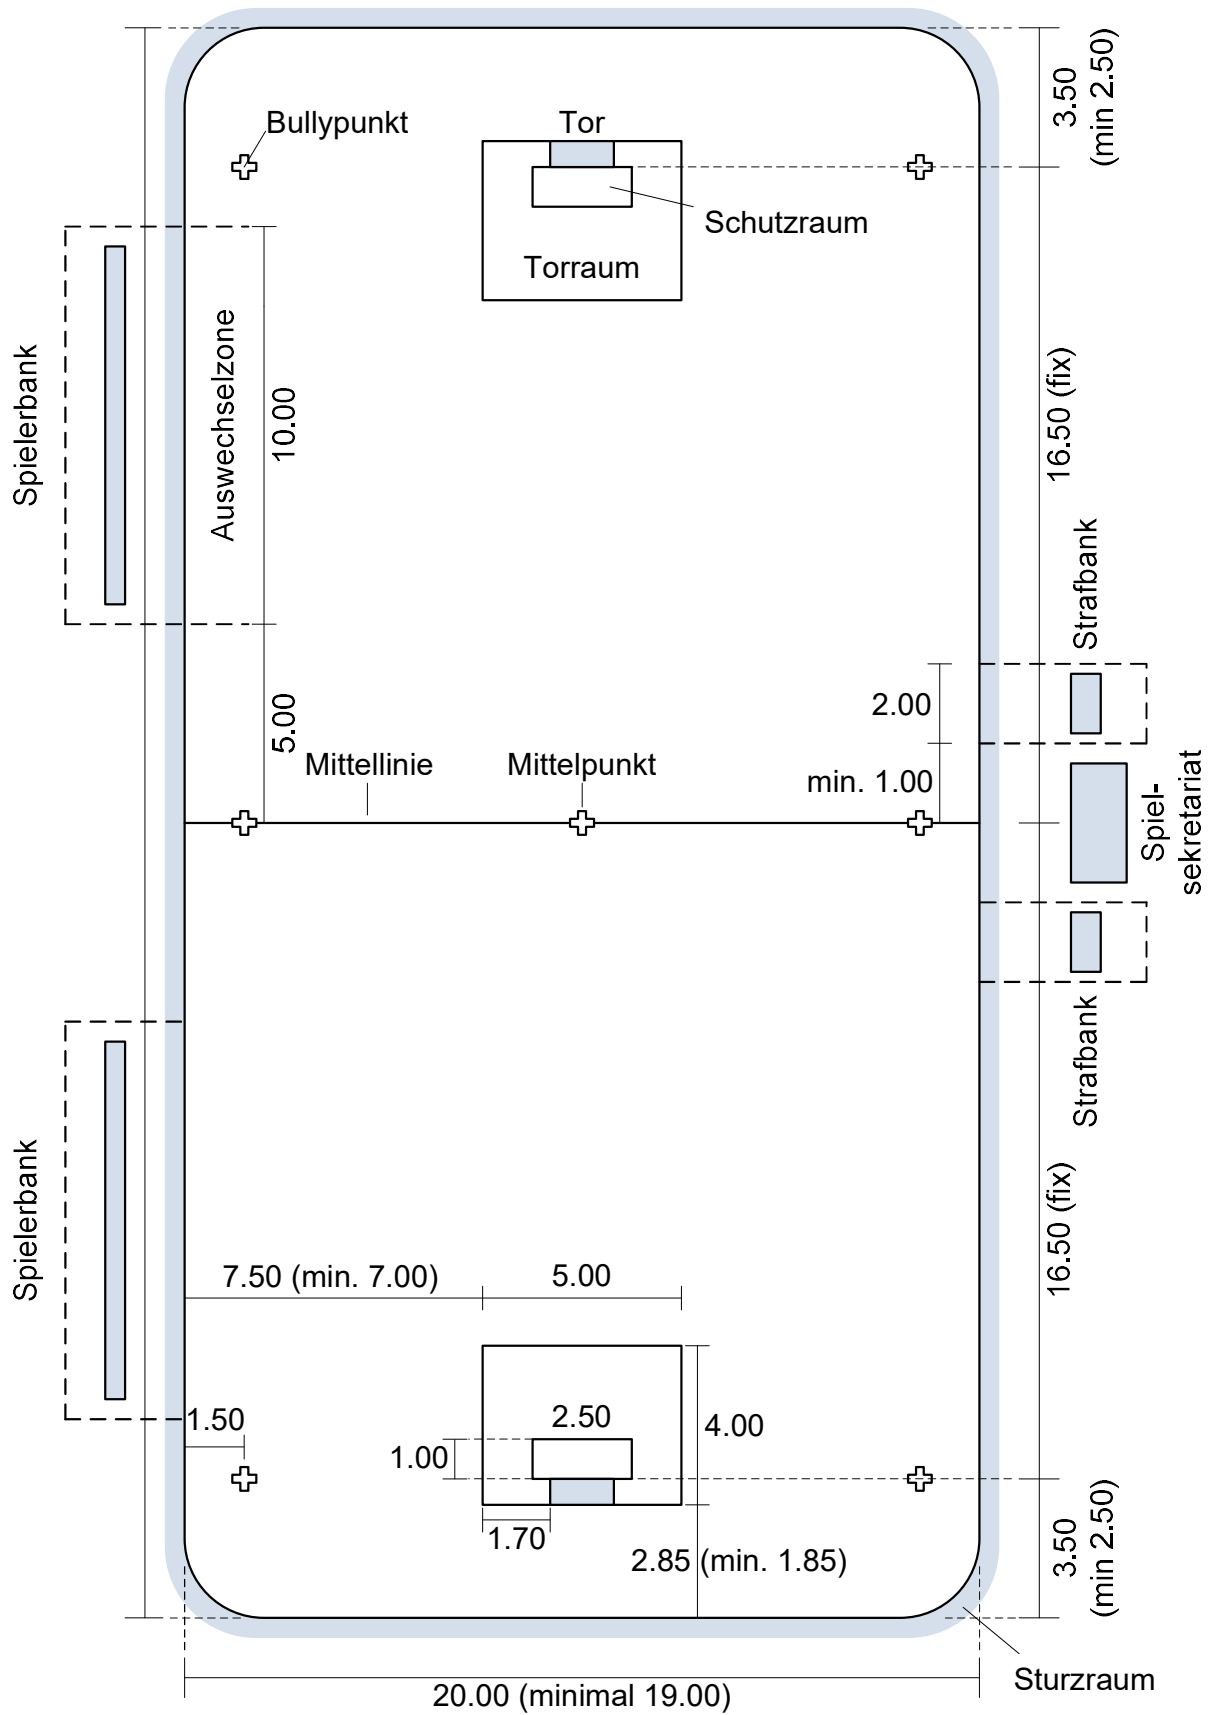 3.50
(min 2.50)
Bullypunkt
Tor
Schutzraum
Torraum
Spielerbank
Auswechselzone
10.00
16.50 (fix)
Strafbank
5.00
2.00
Mittellinie
Mittelpunkt
min. 1.00
Spiel-
sekretariat
Strafbank
Spielerbank
16.50 (fix)
7.50 (min. 7.00)
5.00
1.50
2.50
4.00
1.00
1.70
2.85 (min. 1.85)
3.50
(min 2.50)
Sturzraum
20.00 (minimal 19.00)